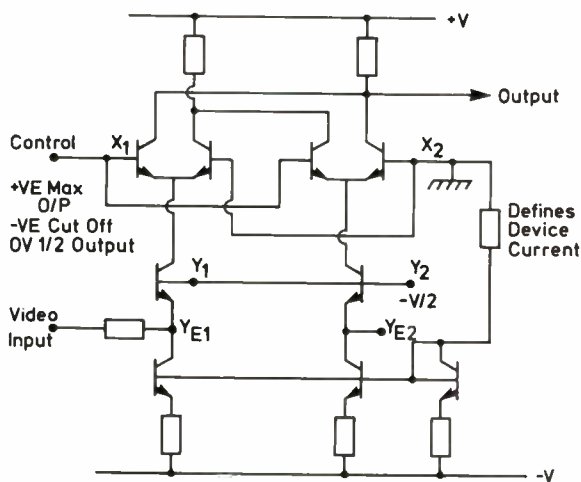 +V
Output
Control
X1
X2
+VE Max
O/P
-VE Cut Off
OV 1/2 Output
Defines
Device
Current
Y1
Y2
-V/2
Video
Input
YE1
YE2
-V